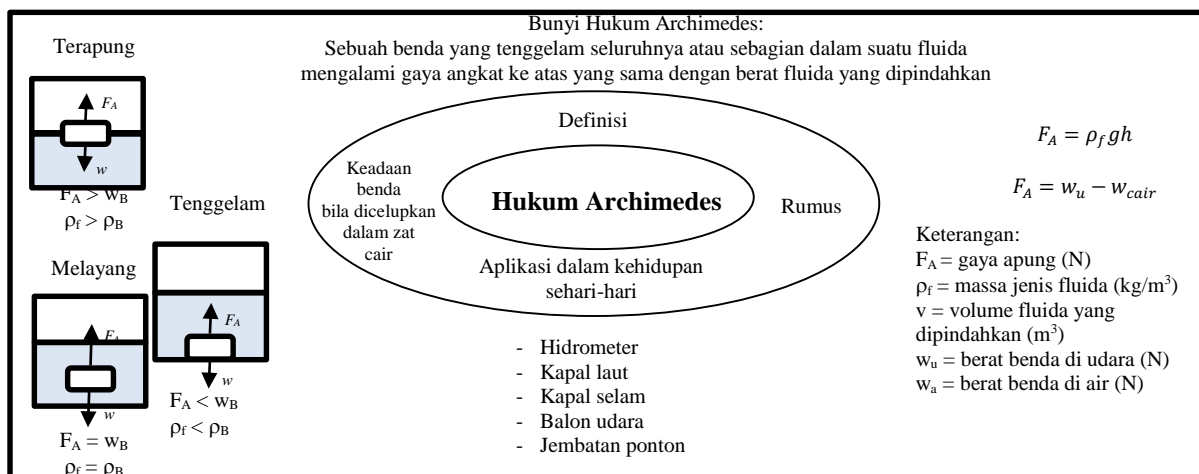 Bunyi Hukum Archimedes:
Sebuah benda yang tenggelam seluruhnya atau sebagian dalam suatu fluida
mengalami gaya angkat ke atas yang sama dengan berat fluida yang dipindahkan
Terapung
F_A
w
F_A > w_B
ρ_f > ρ_B
Tenggelam
F_A
w
F_A < w_B
ρ_f < ρ_B
Melayang
F_A
w
F_A = w_B
ρ_f = ρ_B
Definisi
Keadaan
benda
bila dicelupkan
dalam zat
cair
Hukum Archimedes
Rumus
Aplikasi dalam kehidupan
sehari-hari
- Hidrometer
- Kapal laut
- Kapal selam
- Balon udara
- Jembatan ponton
F_A = ρ_f gh
F_A = w_u − w_cair
Keterangan:
F_A = gaya apung (N)
ρ_f = massa jenis fluida (kg/m³)
v = volume fluida yang
dipindahkan (m³)
w_u = berat benda di udara (N)
w_a = berat benda di air (N)